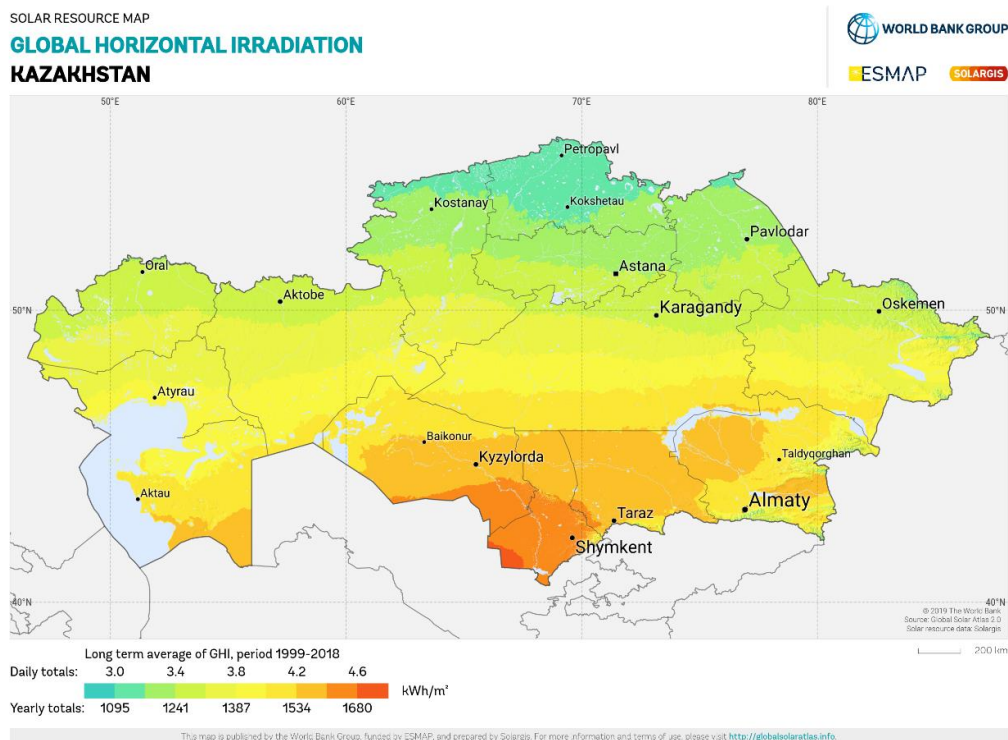 SOLAR RESOURCE MAP
GLOBAL HORIZONTAL IRRADIATION
KAZAKHSTAN
WORLD BANK GROUP
ESMAP
SOLARGIS
50°E
60°E
70°E
80°E
Petropavl
Kostanay
Kokshetau
Pavlodar
Oral
Astana
Aktobe
Karagandy
Oskemen
50°N
50°N
Atyrau
Baikonur
Kyzylorda
Taldyqorghan
Aktau
Almaty
Taraz
Shymkent
40°N
40°N
© 2019 The World Bank
Source: Global Solar Atlas 2.0
Solar resource data: Solargis
200 km
Long term average of GHI, period 1999-2018
Daily totals: 3.0 3.4 3.8 4.2 4.6
kWh/m²
Yearly totals: 1095 1241 1387 1534 1680
This map is published by the World Bank Group, funded by ESMAP, and prepared by Solargis. For more information and terms of use, please visit http://globalsolaratlas.info.